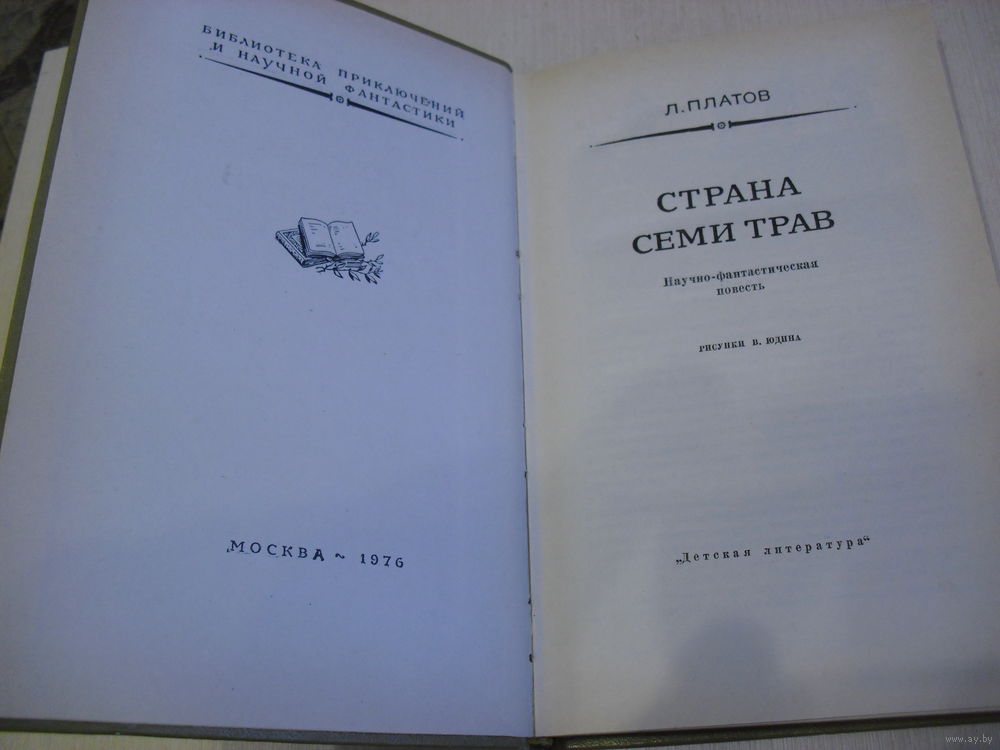 БИБЛИОТЕКА ПРИКЛЮЧЕНИЙ
И НАУЧНОЙ ФАНТАСТИКИ
МОСКВА ~ 1976
Л. ПЛАТОВ
СТРАНА
СЕМИ ТРАВ
Научно-фантастическая
повесть
РИСУНКИ В. ЮДИНА
„Детская литература“
www.ay.by